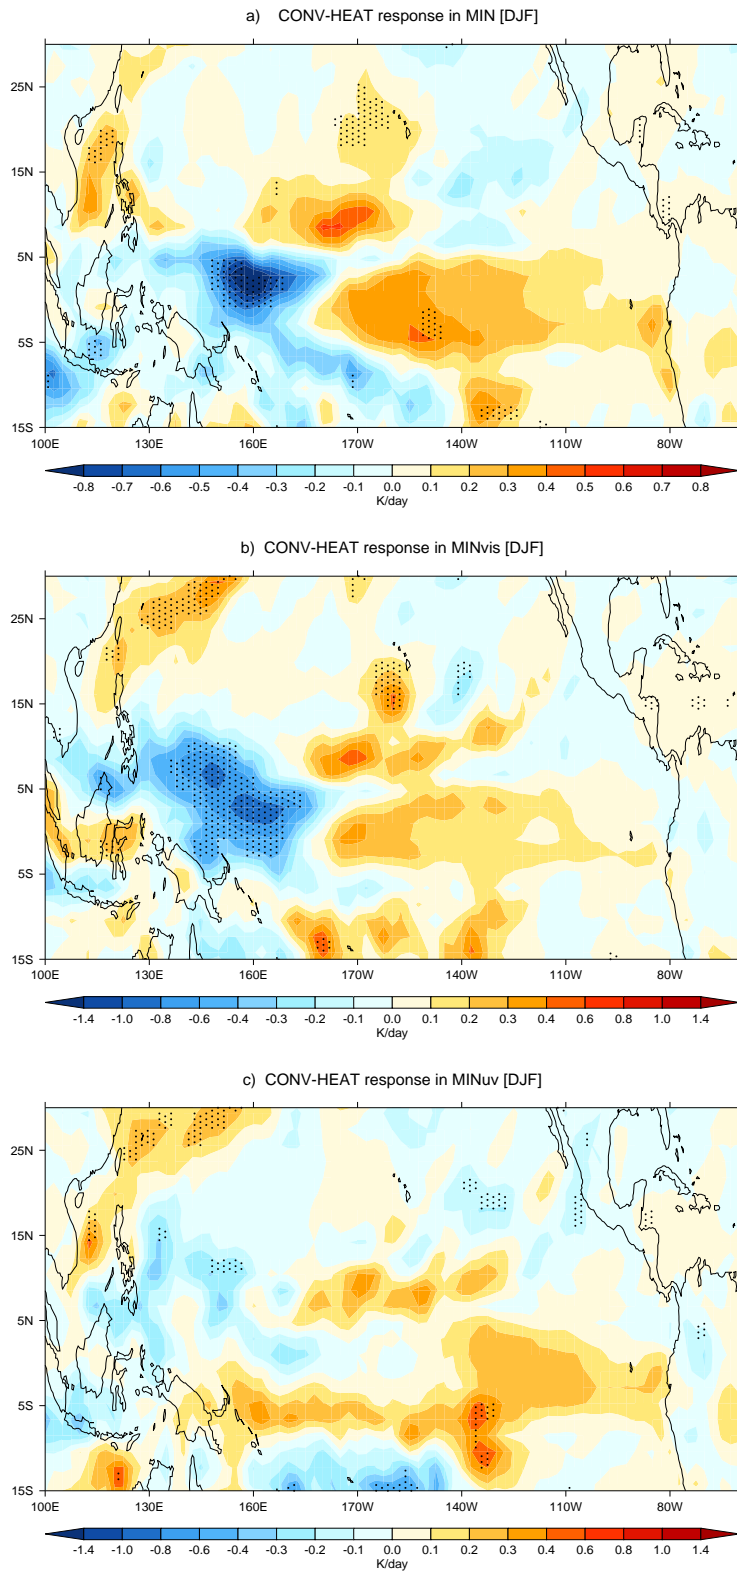 a) CONV-HEAT response in MIN [DJF]
25N
15N
5N
5S
15S
100E 130E 160E 170W 140W 110W 80W
-0.8 -0.7 -0.6 -0.5 -0.4 -0.3 -0.2 -0.1 0.0 0.1 0.2 0.3 0.4 0.5 0.6 0.7 0.8
K/day
b) CONV-HEAT response in MINvis [DJF]
25N
15N
5N
5S
15S
100E 130E 160E 170W 140W 110W 80W
-1.4 -1.0 -0.8 -0.6 -0.4 -0.3 -0.2 -0.1 0.0 0.1 0.2 0.3 0.4 0.6 0.8 1.0 1.4
K/day
c) CONV-HEAT response in MINuv [DJF]
25N
15N
5N
5S
15S
100E 130E 160E 170W 140W 110W 80W
-1.4 -1.0 -0.8 -0.6 -0.4 -0.3 -0.2 -0.1 0.0 0.1 0.2 0.3 0.4 0.6 0.8 1.0 1.4
K/day